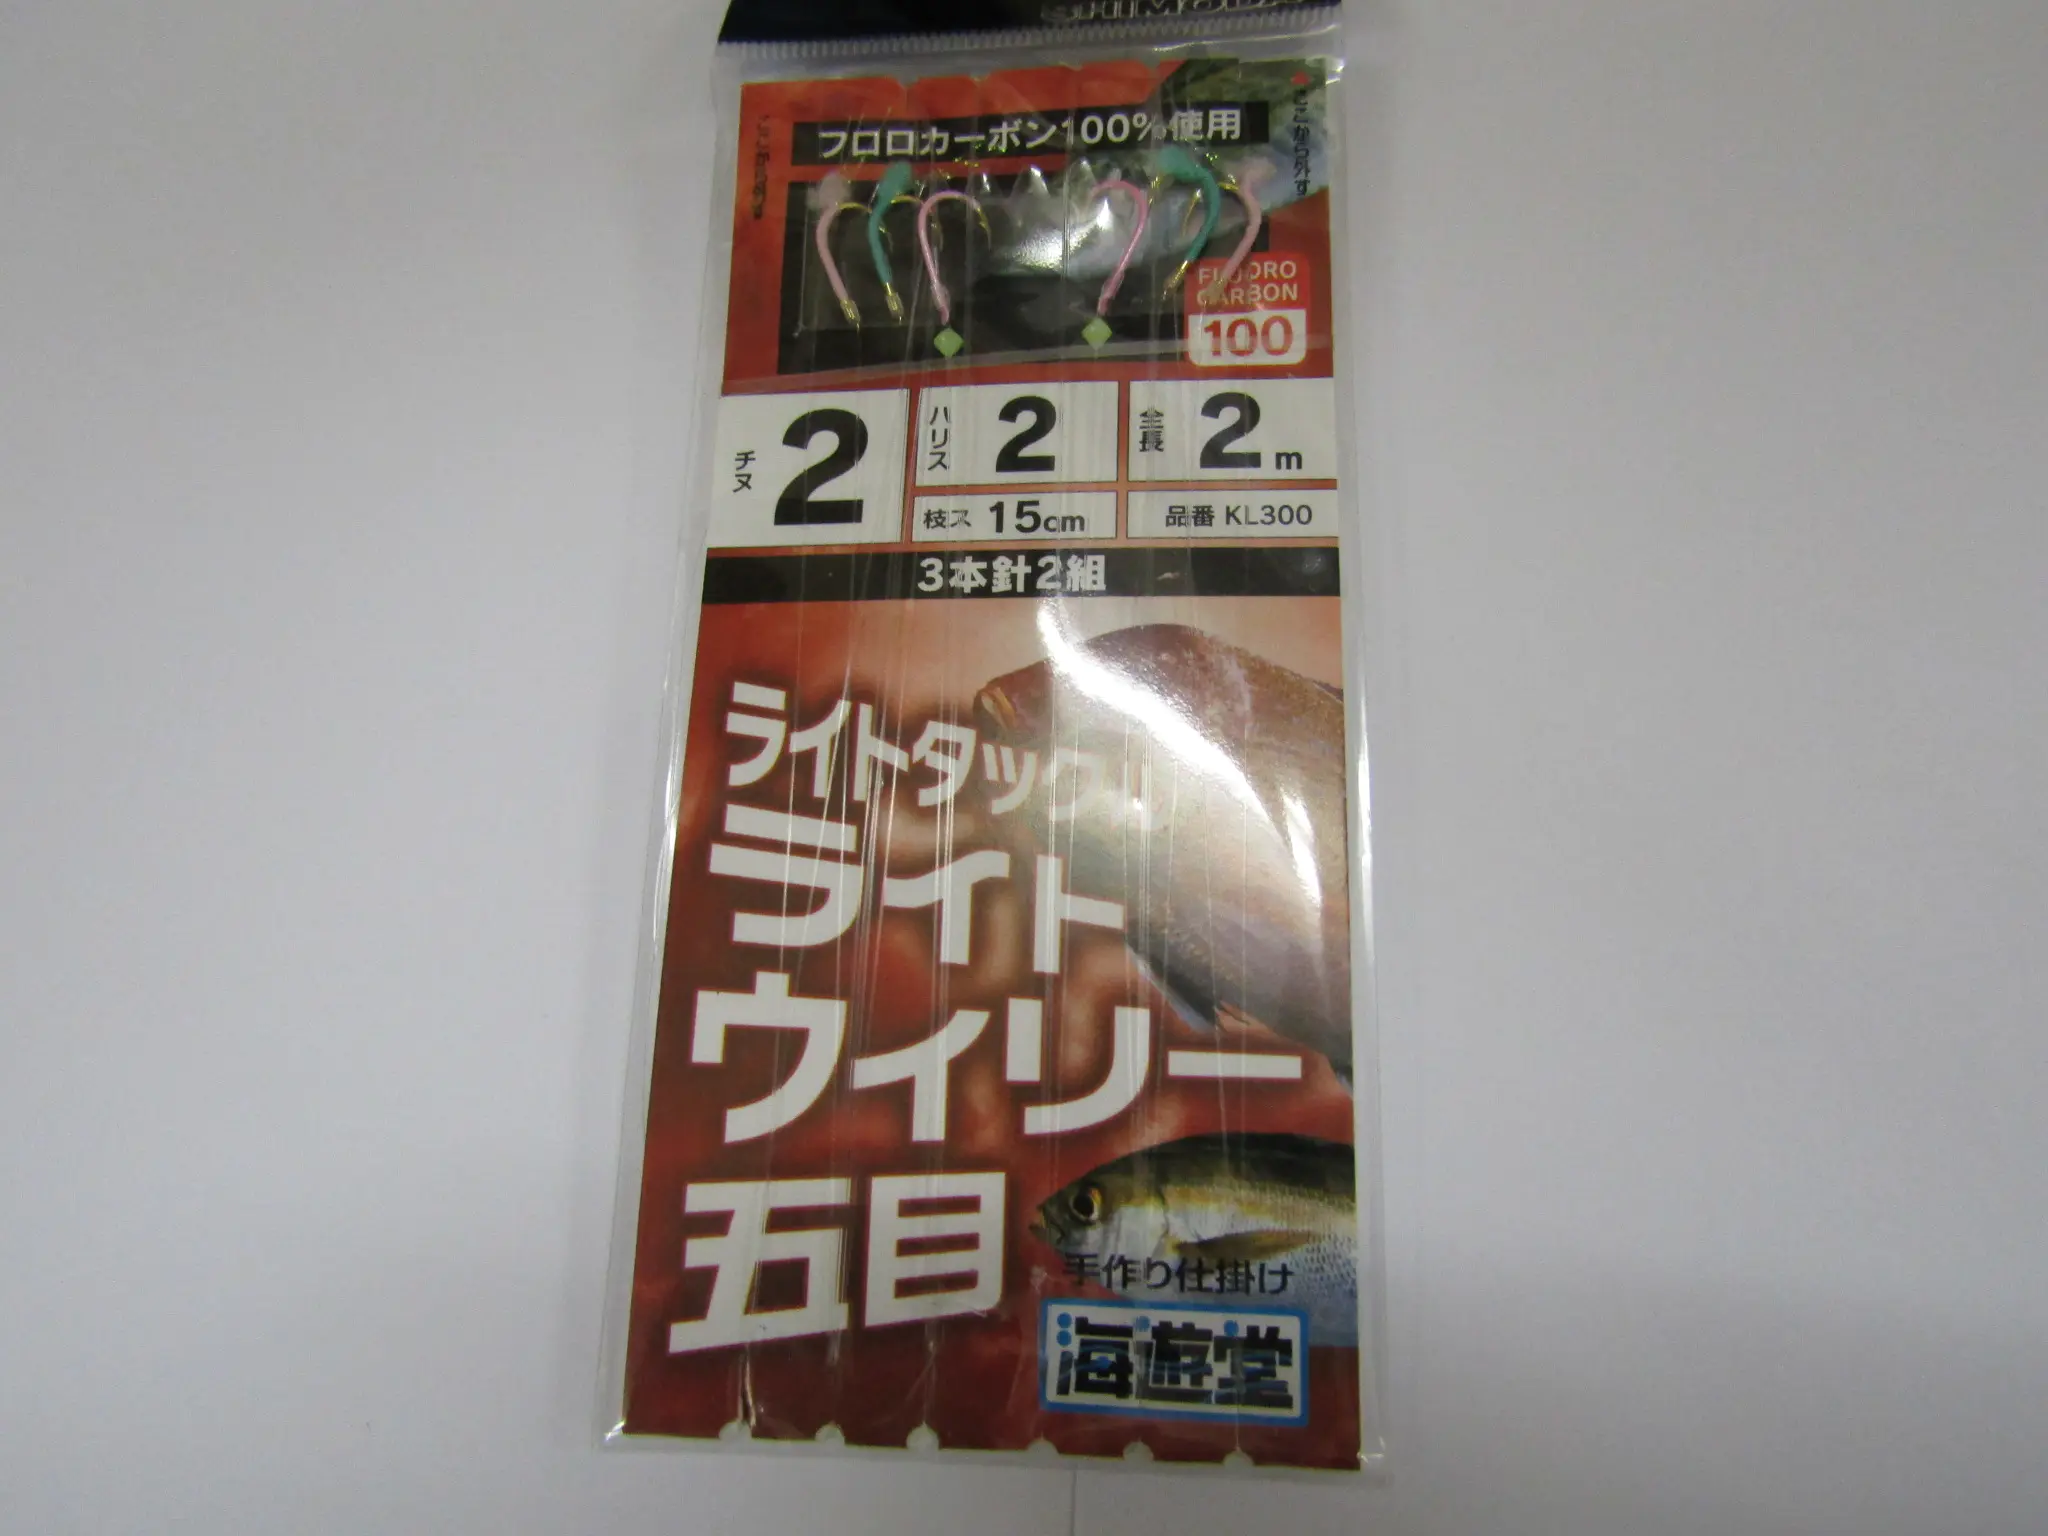 フロロカーボン100%使用
ここから外す
FLUORO
CARBON
100
チヌ 2
ハリス 2
全長 2m
枝ス 15cm
品番 KL300
3本針2組
ライトタックル
ライト
ウィリー
五目
手作り仕掛け
海遊堂